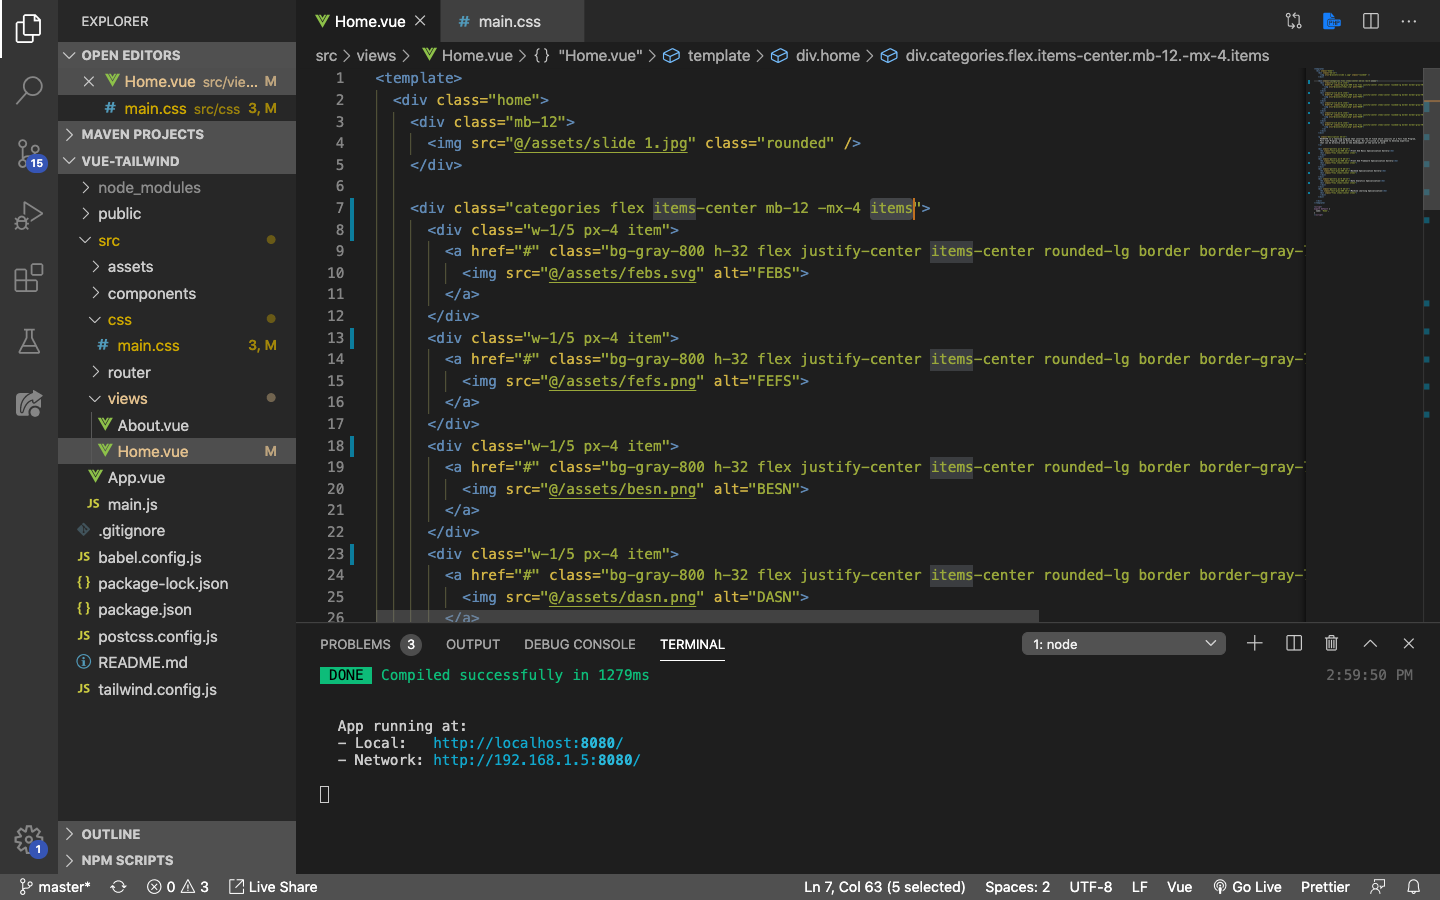 EXPLORER
OPEN EDITORS
Home.vue src/vie... M
# main.css src/css 3, M
MAVEN PROJECTS
VUE-TAILWIND
node_modules
public
src
assets
components
css
# main.css 3, M
router
views
About.vue
Home.vue M
App.vue
JS main.js
.gitignore
JS babel.config.js
{} package-lock.json
{} package.json
JS postcss.config.js
README.md
JS tailwind.config.js
OUTLINE
NPM SCRIPTS
15
1
Home.vue
# main.css
src > views > Home.vue > {} "Home.vue" > template > div.home > div.categories.flex.items-center.mb-12.-mx-4.items
1 <template>
2 <div class="home">
3 <div class="mb-12">
4 <img src="@/assets/slide 1.jpg" class="rounded" />
5 </div>
6
7 <div class="categories flex items-center mb-12 -mx-4 items">
8 <div class="w-1/5 px-4 item">
9 <a href="#" class="bg-gray-800 h-32 flex justify-center items-center rounded-lg border border-gray-
10 <img src="@/assets/febs.svg" alt="FEBS">
11 </a>
12 </div>
13 <div class="w-1/5 px-4 item">
14 <a href="#" class="bg-gray-800 h-32 flex justify-center items-center rounded-lg border border-gray-
15 <img src="@/assets/fefs.png" alt="FEFS">
16 </a>
17 </div>
18 <div class="w-1/5 px-4 item">
19 <a href="#" class="bg-gray-800 h-32 flex justify-center items-center rounded-lg border border-gray-
20 <img src="@/assets/besn.png" alt="BESN">
21 </a>
22 </div>
23 <div class="w-1/5 px-4 item">
24 <a href="#" class="bg-gray-800 h-32 flex justify-center items-center rounded-lg border border-gray-
25 <img src="@/assets/dasn.png" alt="DASN">
26 </a>
PROBLEMS 3 OUTPUT DEBUG CONSOLE TERMINAL 1: node
DONE Compiled successfully in 1279ms 2:59:50 PM
App running at:
- Local: http://localhost:8080/
- Network: http://192.168.1.5:8080/
master* 0 3 Live Share Ln 7, Col 63 (5 selected) Spaces: 2 UTF-8 LF Vue Go Live Prettier